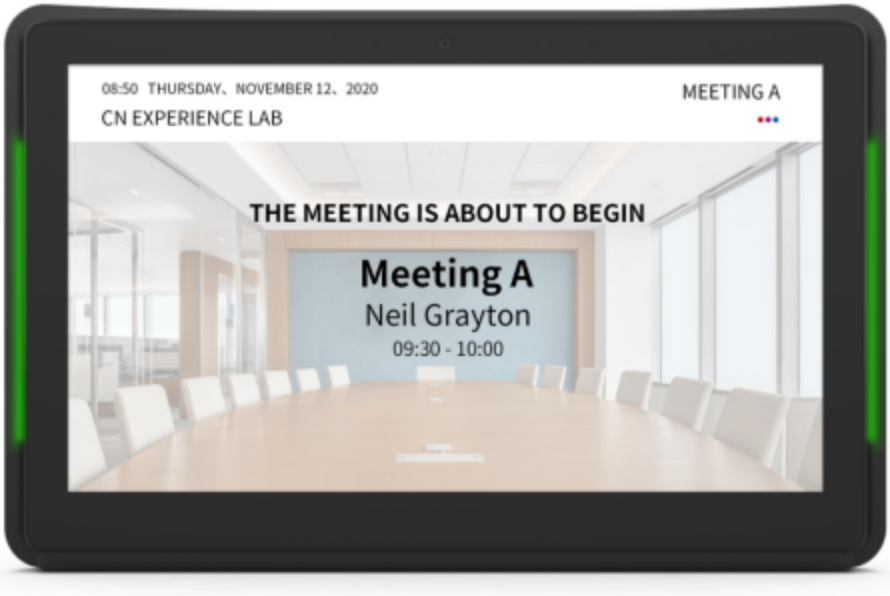 08:50 THURSDAY、NOVEMBER 12、2020
CN EXPERIENCE LAB
MEETING A
THE MEETING IS ABOUT TO BEGIN
Meeting A
Neil Grayton
09:30 - 10:00